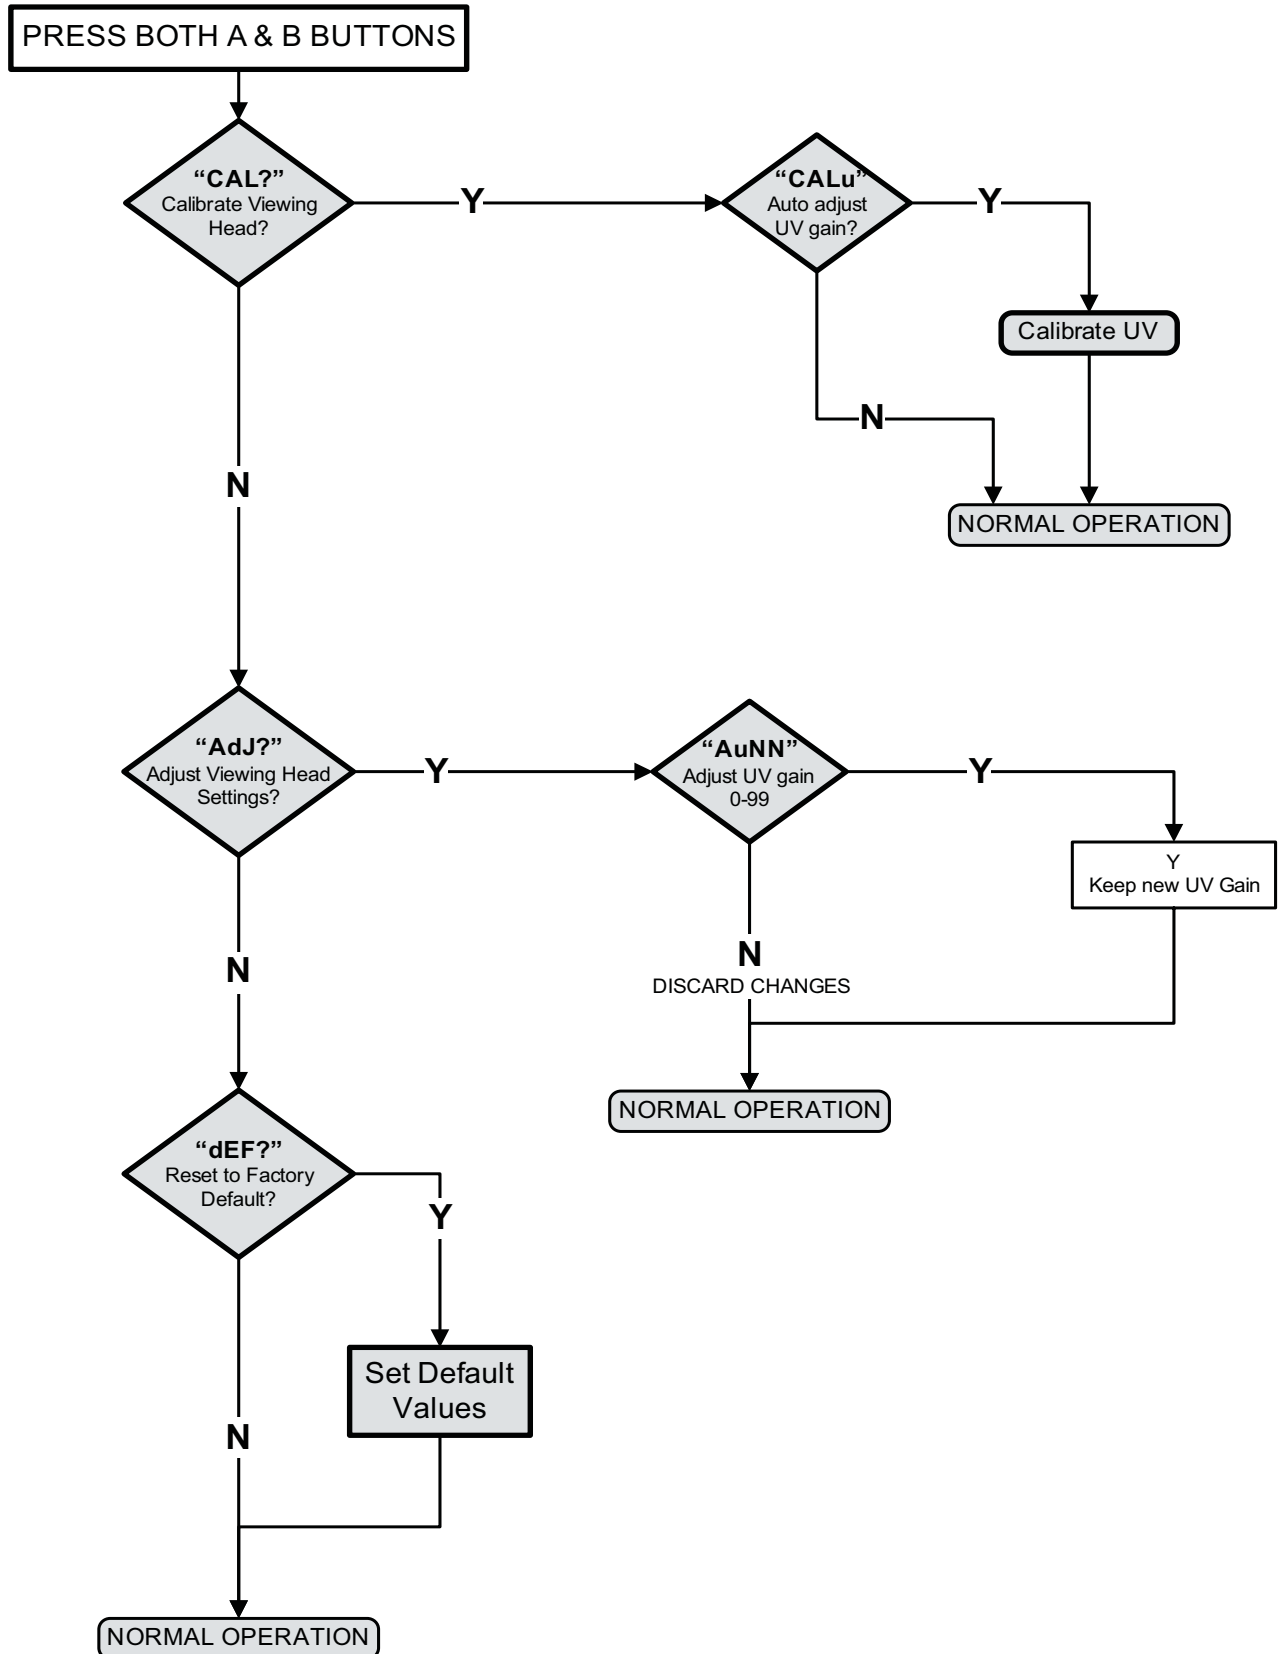 PRESS BOTH A & B BUTTONS
“CAL?”
Calibrate Viewing
Head?
Y
“CALu”
Auto adjust
UV gain?
Y
Calibrate UV
N
NORMAL OPERATION
N
“AdJ?”
Adjust Viewing Head
Settings?
Y
“AuNN”
Adjust UV gain
0-99
Y
Y
Keep new UV Gain
N
DISCARD CHANGES
NORMAL OPERATION
N
“dEF?”
Reset to Factory
Default?
Y
Set Default
Values
N
NORMAL OPERATION